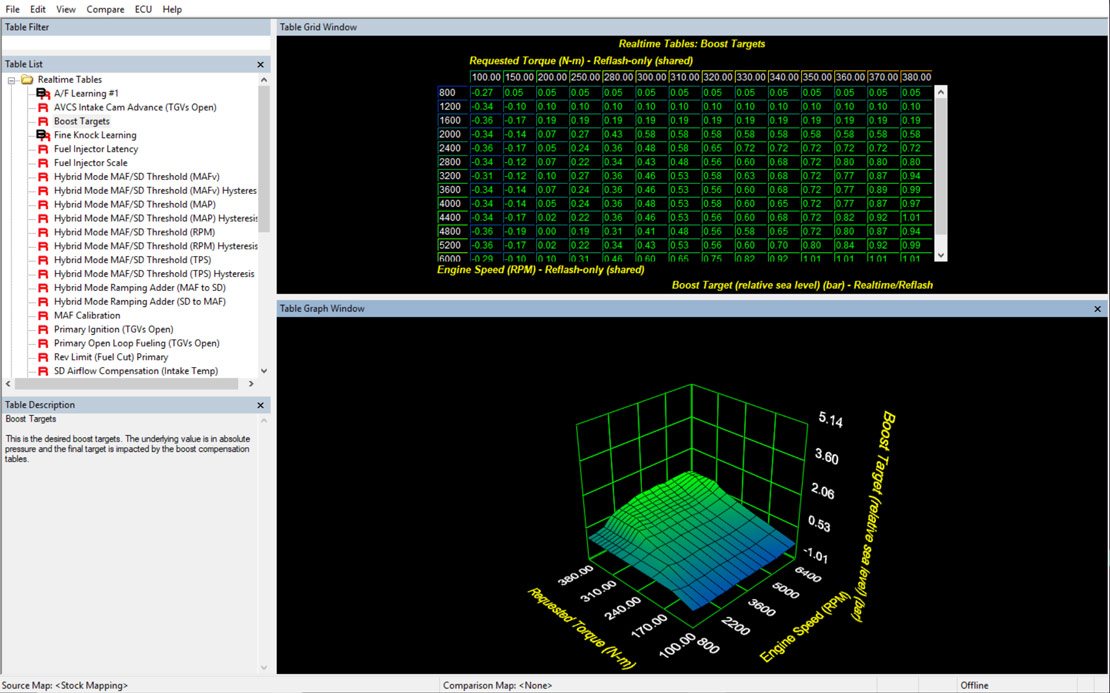 File Edit View Compare ECU Help
Table Filter
Table List
Realtime Tables
A/F Learning #1
AVCS Intake Cam Advance (TGVs Open)
Boost Targets
Fine Knock Learning
Fuel Injector Latency
Fuel Injector Scale
Hybrid Mode MAF/SD Threshold (MAFv)
Hybrid Mode MAF/SD Threshold (MAFv) Hysteres
Hybrid Mode MAF/SD Threshold (MAP)
Hybrid Mode MAF/SD Threshold (MAP) Hysteresis
Hybrid Mode MAF/SD Threshold (RPM)
Hybrid Mode MAF/SD Threshold (RPM) Hysteresis
Hybrid Mode MAF/SD Threshold (TPS)
Hybrid Mode MAF/SD Threshold (TPS) Hysteresis
Hybrid Mode Ramping Adder (MAF to SD)
Hybrid Mode Ramping Adder (SD to MAF)
MAF Calibration
Primary Ignition (TGVs Open)
Primary Open Loop Fueling (TGVs Open)
Rev Limit (Fuel Cut) Primary
SD Airflow Compensation (Intake Temp)
Table Description
Boost Targets
This is the desired boost targets. The underlying value is in absolute
pressure and the final target is impacted by the boost compensation
tables.
Table Grid Window
Realtime Tables: Boost Targets
Requested Torque (N-m) - Reflash-only (shared)
100.00 150.00 200.00 250.00 280.00 300.00 310.00 320.00 330.00 340.00 350.00 360.00 370.00 380.00
800 -0.27 0.05 0.05 0.05 0.05 0.05 0.05 0.05 0.05 0.05 0.05 0.05 0.05 0.05
1200 -0.34 -0.10 0.10 0.10 0.10 0.10 0.10 0.10 0.10 0.10 0.10 0.10 0.10 0.10
1600 -0.36 -0.17 0.19 0.19 0.19 0.19 0.19 0.19 0.19 0.19 0.19 0.19 0.19 0.19
2000 -0.34 -0.14 0.07 0.27 0.43 0.58 0.58 0.58 0.58 0.58 0.58 0.58 0.58 0.58
2400 -0.36 -0.17 0.05 0.24 0.36 0.48 0.58 0.65 0.72 0.72 0.72 0.72 0.72 0.72
2800 -0.34 -0.12 0.07 0.22 0.34 0.43 0.48 0.56 0.60 0.68 0.72 0.80 0.80 0.80
3200 -0.31 -0.12 0.10 0.27 0.36 0.46 0.53 0.58 0.63 0.68 0.72 0.77 0.87 0.94
3600 -0.34 -0.14 0.07 0.24 0.36 0.46 0.53 0.56 0.60 0.68 0.72 0.77 0.89 0.99
4000 -0.34 -0.14 0.05 0.24 0.36 0.48 0.53 0.58 0.60 0.65 0.72 0.77 0.87 0.97
4400 -0.34 -0.17 0.02 0.22 0.36 0.46 0.53 0.56 0.60 0.68 0.72 0.82 0.92 1.01
4800 -0.36 -0.19 0.00 0.19 0.31 0.41 0.48 0.56 0.58 0.65 0.72 0.80 0.87 0.94
5200 -0.36 -0.17 0.02 0.22 0.34 0.43 0.53 0.56 0.60 0.70 0.80 0.84 0.92 0.99
6000 -0.29 -0.10 0.10 0.31 0.46 0.60 0.65 0.75 0.82 0.92 1.01 1.01 1.01 1.01
Engine Speed (RPM) - Reflash-only (shared)
Boost Target (relative sea level) (bar) - Realtime/Reflash
Table Graph Window
5.14
3.60
2.06
0.53
-1.01
Boost Target (relative sea level) (bar)
380.00
310.00
240.00
170.00
100.00
Requested Torque (N-m)
800
2200
3600
5000
6400
Engine Speed (RPM)
Source Map: <Stock Mapping>
Comparison Map: <None>
Offline